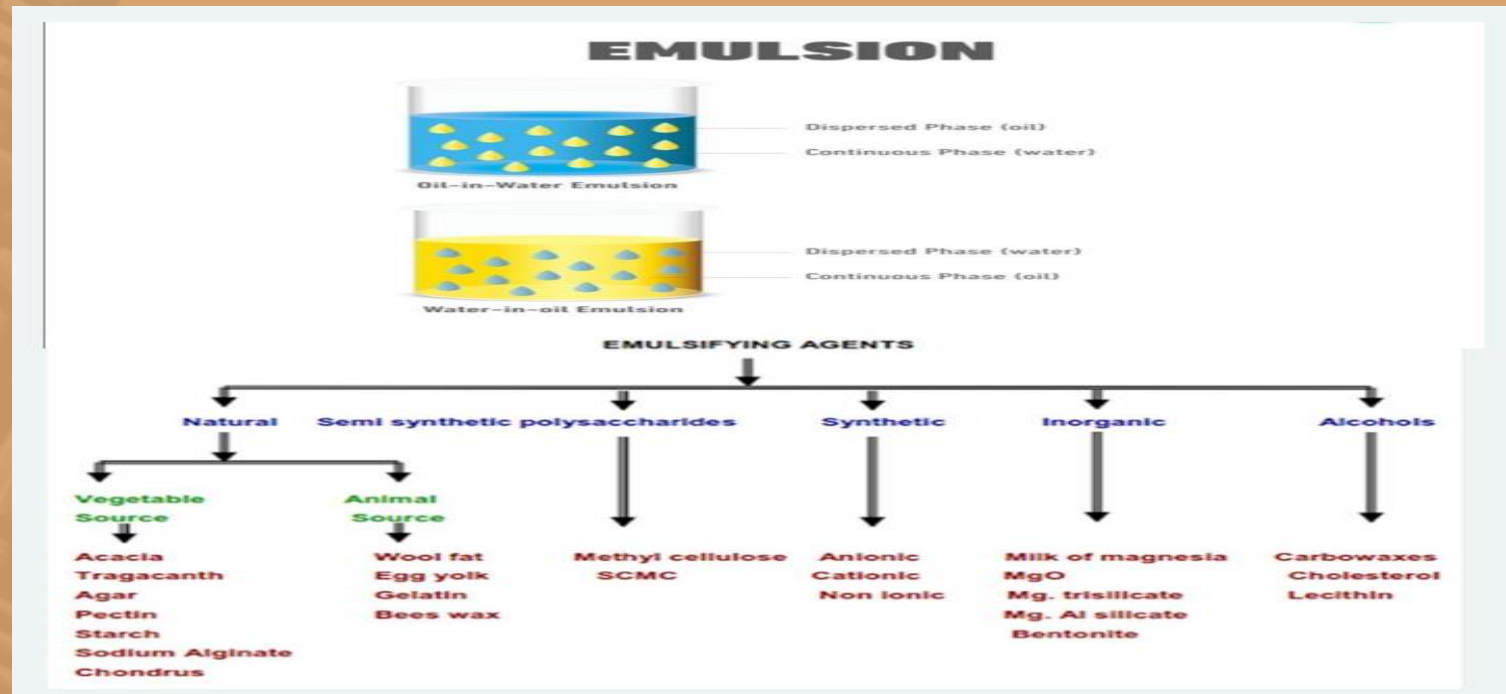 EMULSION
Dispersed Phase (oil)
Continuous Phase (water)
Oil-in-Water Emulsion
Dispersed Phase (water)
Continuous Phase (oil)
Water-in-oil Emulsion
EMULSIFYING AGENTS
Natural
Semi synthetic polysaccharides
Synthetic
Inorganic
Alcohols
Vegetable
Source
Animal
Source
Acacia
Tragacanth
Agar
Pectin
Starch
Sodium Alginate
Chondrus
Wool fat
Egg yolk
Gelatin
Bees wax
Methyl cellulose
SCMC
Anionic
Cationic
Non ionic
Milk of magnesia
MgO
Mg. trisilicate
Mg. Al silicate
Bentonite
Carbowaxes
Cholesterol
Lecithin